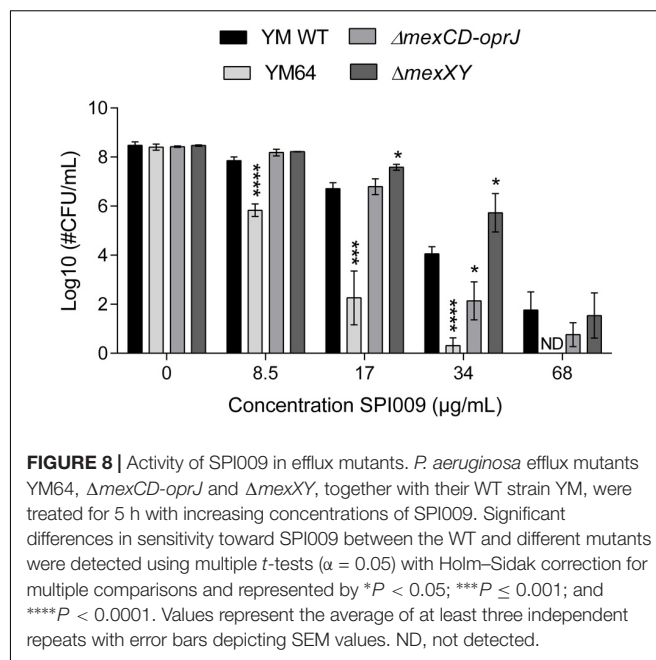 YM WT
ΔmexCD-oprJ
YM64
ΔmexXY
Log10 (#CFU/mL)
10
8
6
4
2
0
****
***
*
****
*
*
ND
0
8.5
17
34
68
Concentration SPI009 (µg/mL)
FIGURE 8 | Activity of SPI009 in efflux mutants. P. aeruginosa efflux mutants
YM64, ΔmexCD-oprJ and ΔmexXY, together with their WT strain YM, were
treated for 5 h with increasing concentrations of SPI009. Significant
differences in sensitivity toward SPI009 between the WT and different mutants
were detected using multiple t-tests (α = 0.05) with Holm–Sidak correction for
multiple comparisons and represented by *P < 0.05; ***P ≤ 0.001; and
****P < 0.0001. Values represent the average of at least three independent
repeats with error bars depicting SEM values. ND, not detected.